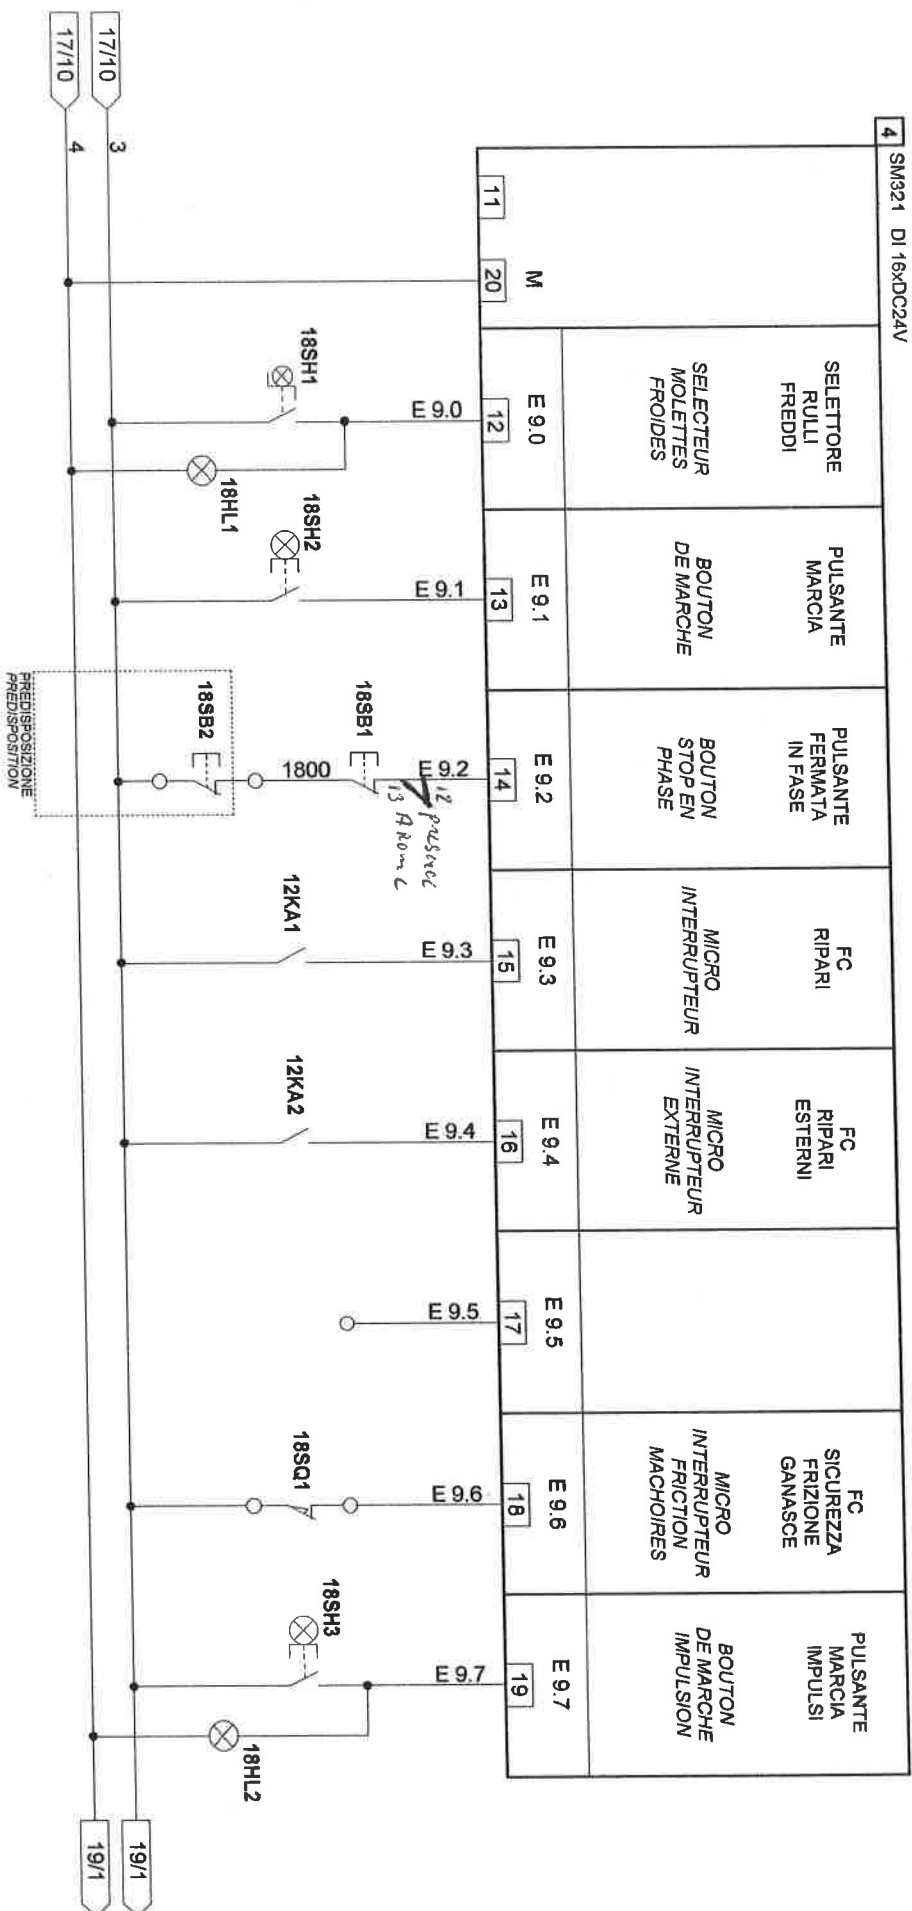 4 SM321 DI 16xDC24V
11
20
M
SELETTORE
RULLI
FREDDI
SELECTEUR
MOLETTES
FROIDES
E 9.0
12
E 9.0
18SH1
18HL1
PULSANTE
MARCIA
BOUTON
DE MARCHE
E 9.1
13
E 9.1
18SH2
PULSANTE
FERMATA
IN FASE
BOUTON
STOP EN
PHASE
E 9.2
14
E 9.2
18SB1
1800
18SB2
PREDISPOSIZIONE
PREDISPOSITION
13
FC
RIPARI
MICRO
INTERRUPTEUR
E 9.3
15
E 9.3
12KA1
FC
RIPARI
ESTERNI
MICRO
INTERRUPTEUR
EXTERNE
E 9.4
16
E 9.4
12KA2
E 9.5
17
E 9.5
FC
SICUREZZA
FRIZIONE
GANASCE
MICRO
INTERRUPTEUR
FRICTION
MACHOIRES
E 9.6
18
E 9.6
18SQ1
PULSANTE
MARCIA
IMPULSI
BOUTON
DE MARCHE
IMPULSION
E 9.7
19
E 9.7
18SH3
18HL2
17/10
3
19/1
17/10
4
19/1